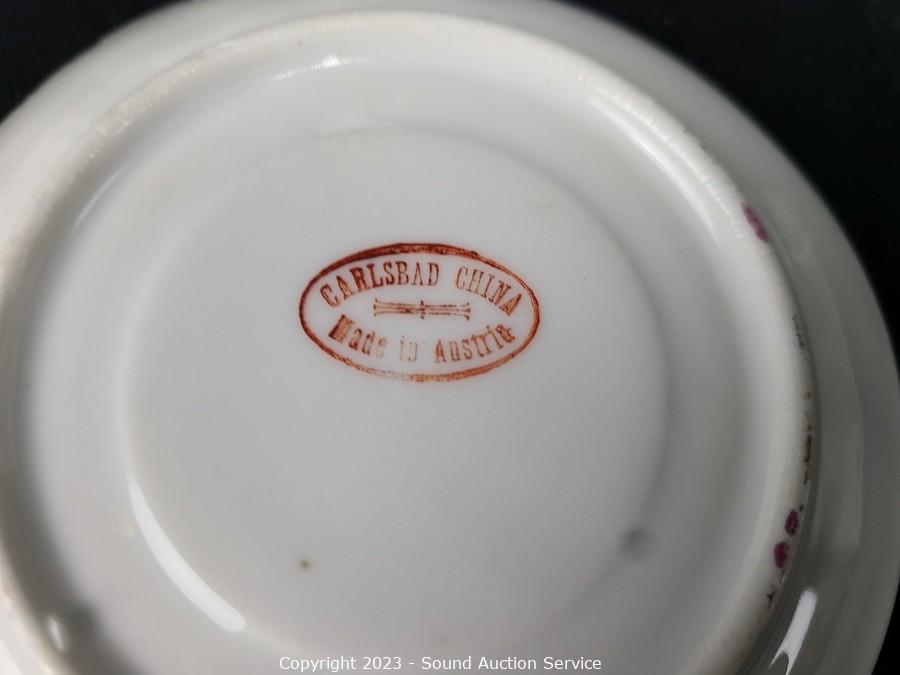 CARLSBAD CHINA
Made in Austria
Copyright 2023 - Sound Auction Service